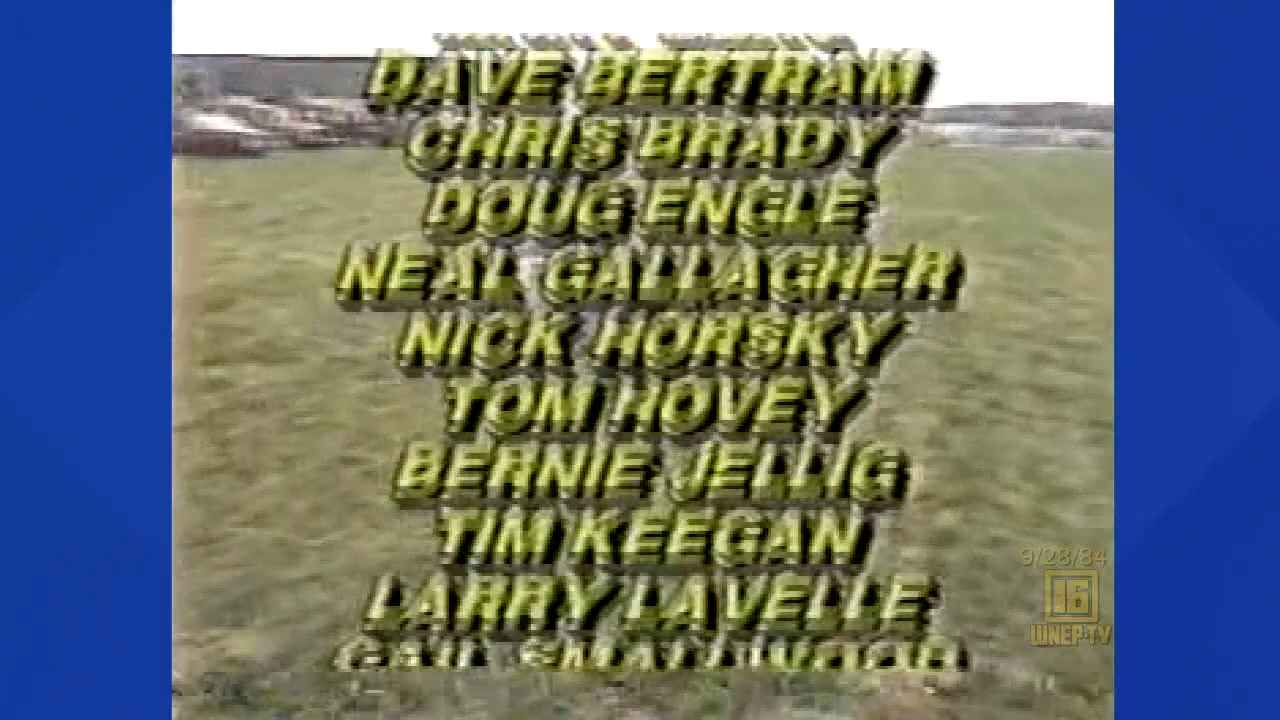 DAVE BERTRAM
CHRIS BRADY
DOUG ENGLE
NEAL GALLAGHER
NICK HORSKY
TOM HOVEY
BERNIE JELLIG
TIM KEEGAN
LARRY LAVELLE
SMALLWOOD
9/28/84
16
WNEP-TV